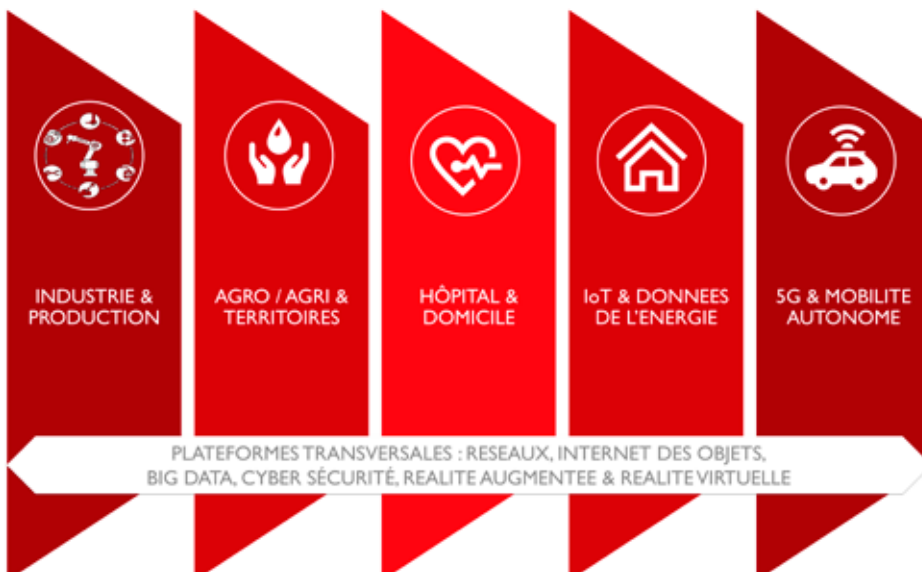 INDUSTRIE &
PRODUCTION
AGRO / AGRI &
TERRITOIRES
HÔPITAL &
DOMICILE
IoT & DONNEES
DE L'ENERGIE
5G & MOBILITE
AUTONOME
PLATEFORMES TRANSVERSALES : RESEAUX, INTERNET DES OBJETS,
BIG DATA, CYBER SÉCURITÉ, REALITE AUGMENTEE & REALITE VIRTUELLE